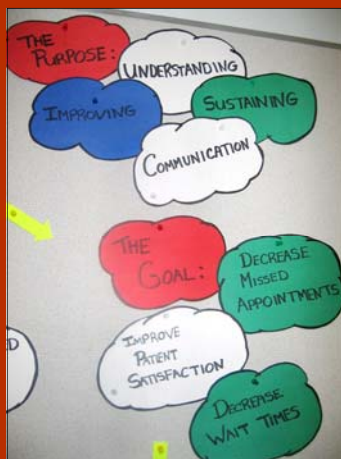 THE
PURPOSE:
UNDERSTANDING
IMPROVING
SUSTAINING
COMMUNICATION
THE
GOAL:
DECREASE
MISSED
APPOINTMENTS
IMPROVE
PATIENT
SATISFACTION
DECREASE
WAIT TIMES